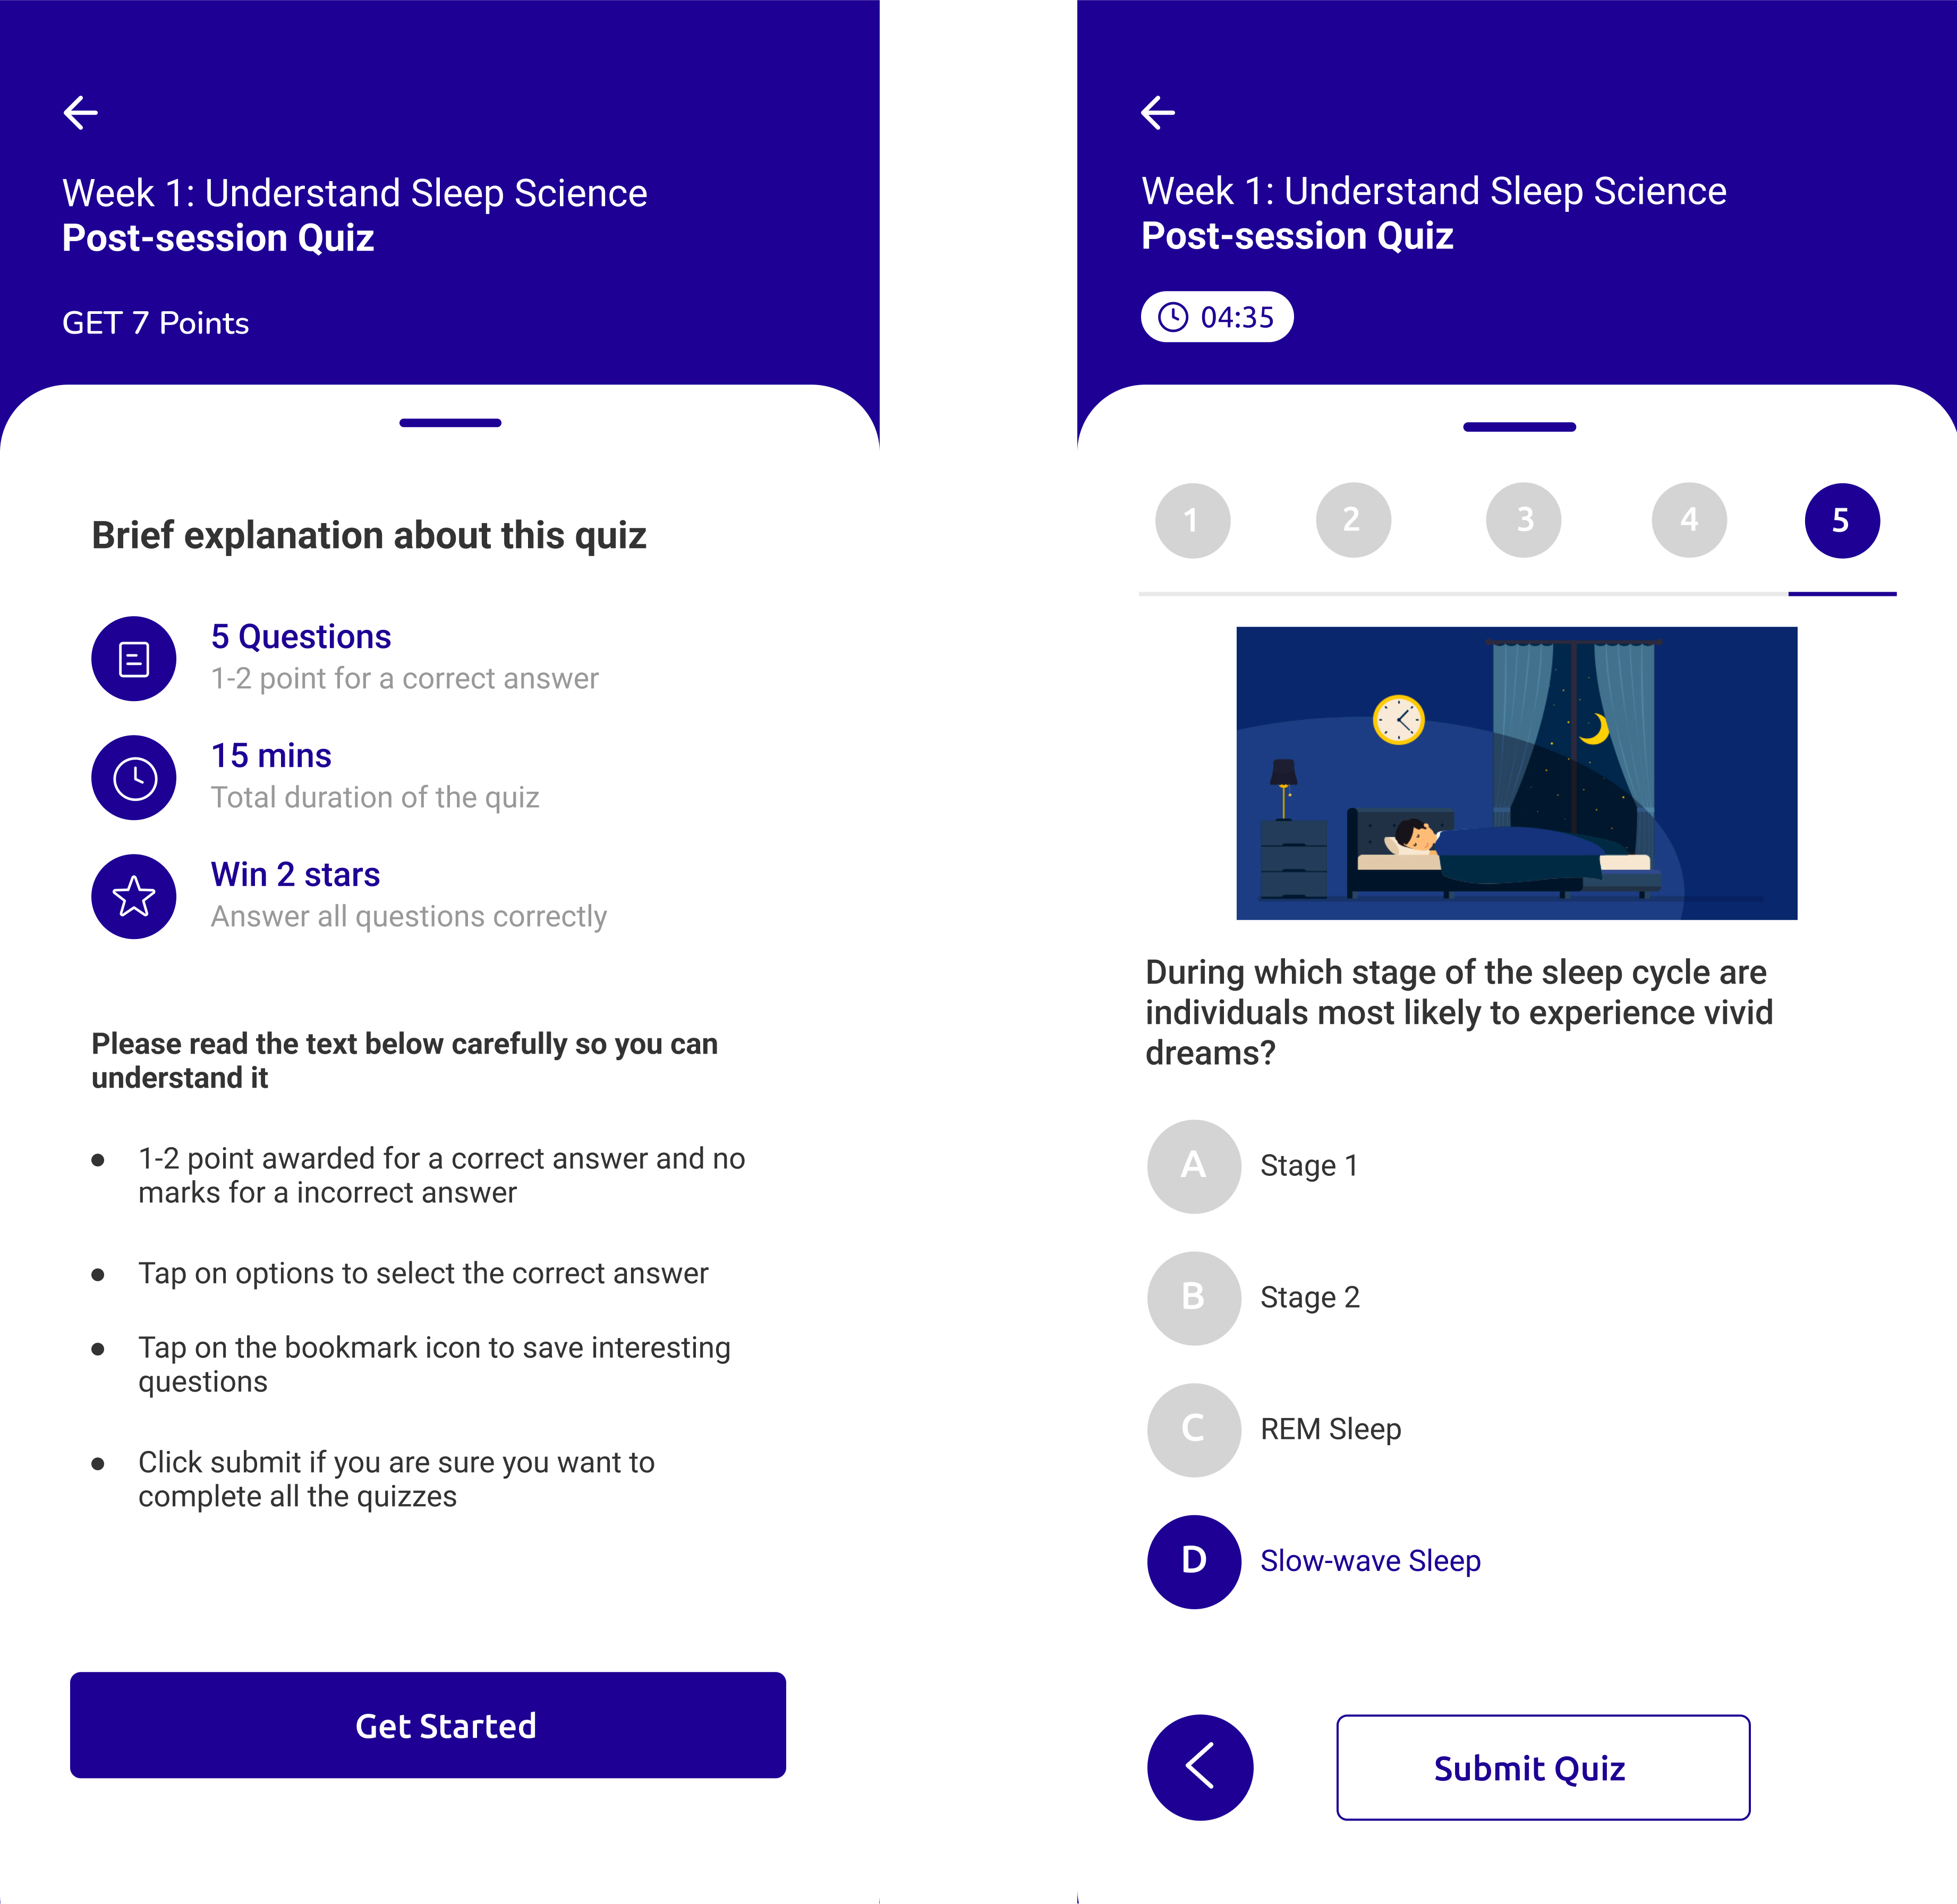 Week 1: Understand Sleep Science
Post-session Quiz
GET 7 Points
Brief explanation about this quiz
5 Questions
1-2 point for a correct answer
15 mins
Total duration of the quiz
Win 2 stars
Answer all questions correctly
Please read the text below carefully so you can
understand it
1-2 point awarded for a correct answer and no
marks for a incorrect answer
Tap on options to select the correct answer
Tap on the bookmark icon to save interesting
questions
Click submit if you are sure you want to
complete all the quizzes
Get Started
Week 1: Understand Sleep Science
Post-session Quiz
04:35
1 2 3 4 5
During which stage of the sleep cycle are
individuals most likely to experience vivid
dreams?
A Stage 1
B Stage 2
C REM Sleep
D Slow-wave Sleep
Submit Quiz